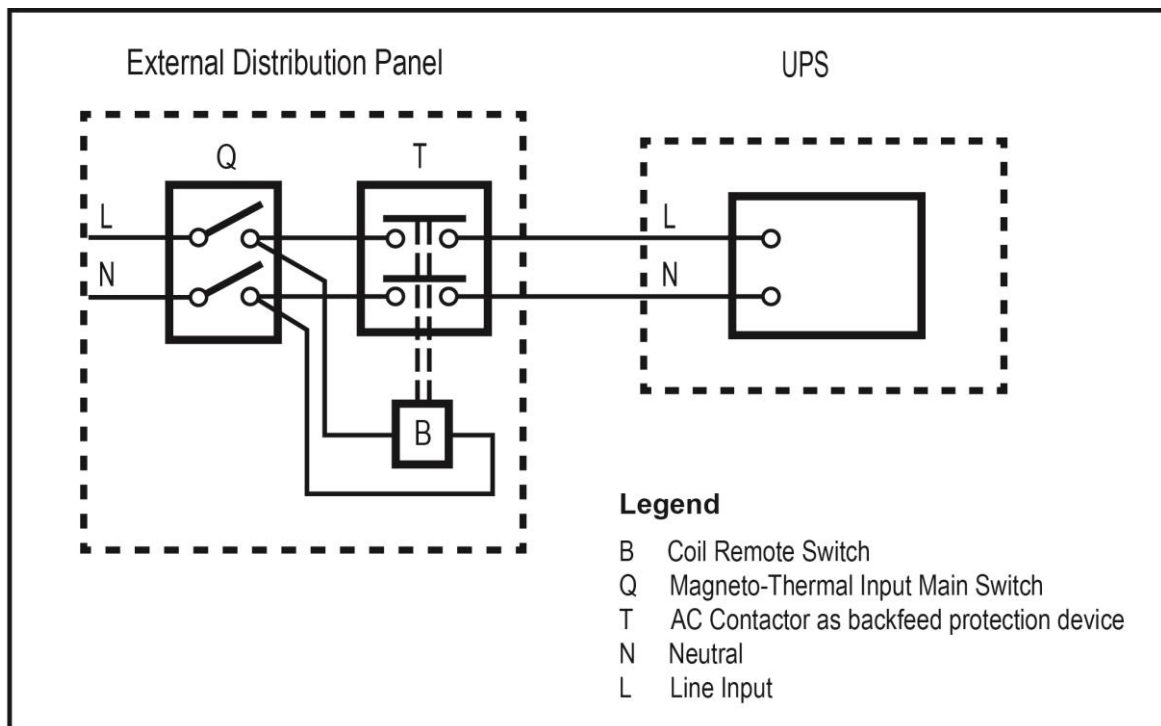 External Distribution Panel
UPS
Q
T
L
N
L
N
B
Legend
B Coil Remote Switch
Q Magneto-Thermal Input Main Switch
T AC Contactor as backfeed protection device
N Neutral
L Line Input